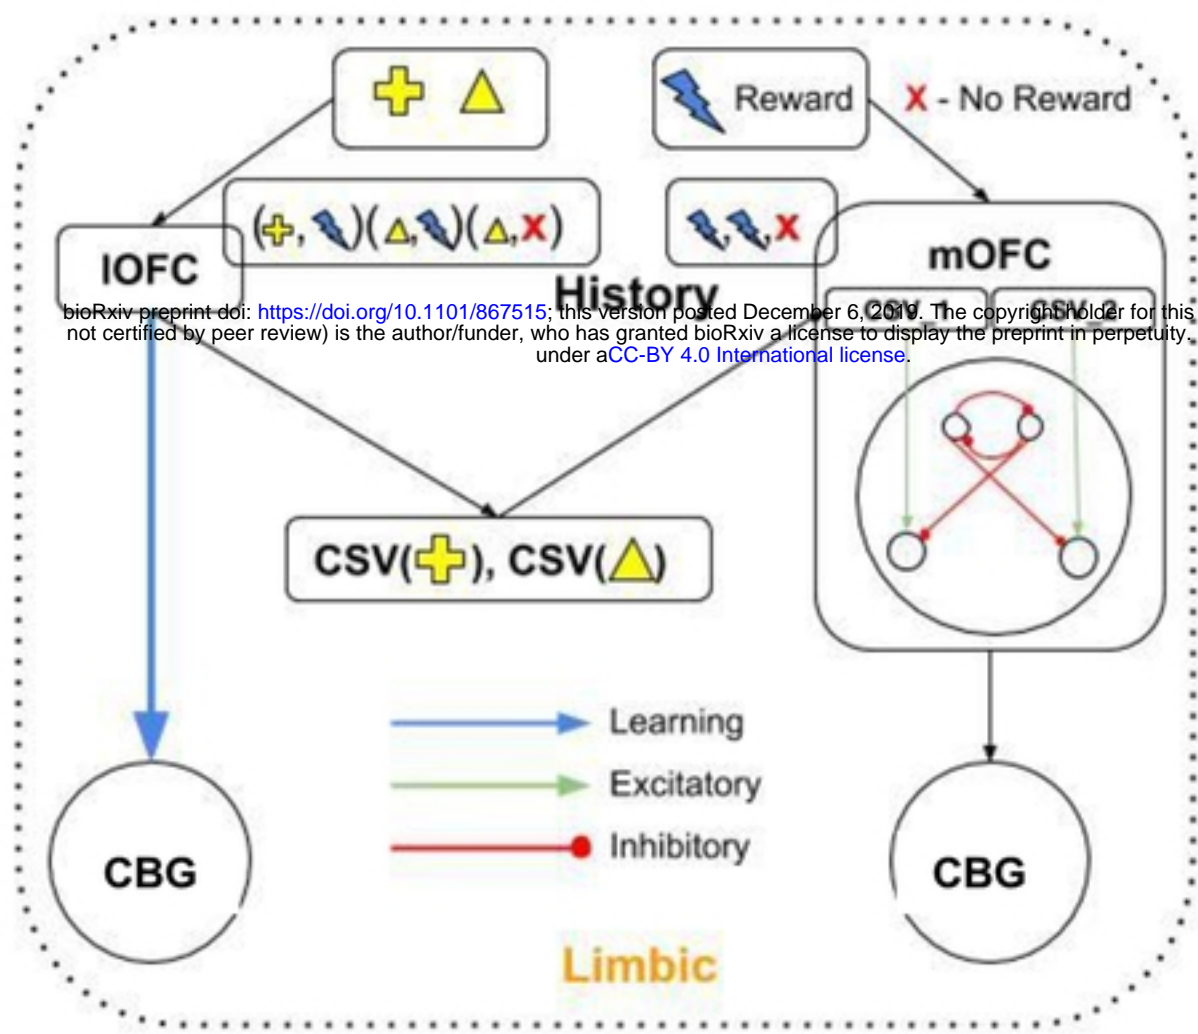 Reward
X - No Reward
(+, )( , )( ,X)
, ,X
lOFC
mOFC
History
CSV_1
CSV_2
bioRxiv preprint doi: https://doi.org/10.1101/867515; this version posted December 6, 2019. The copyright holder for this
not certified by peer review) is the author/funder, who has granted bioRxiv a license to display the preprint in perpetuity.
under aCC-BY 4.0 International license.
CSV(+), CSV(△)
Learning
Excitatory
Inhibitory
CBG
CBG
Limbic